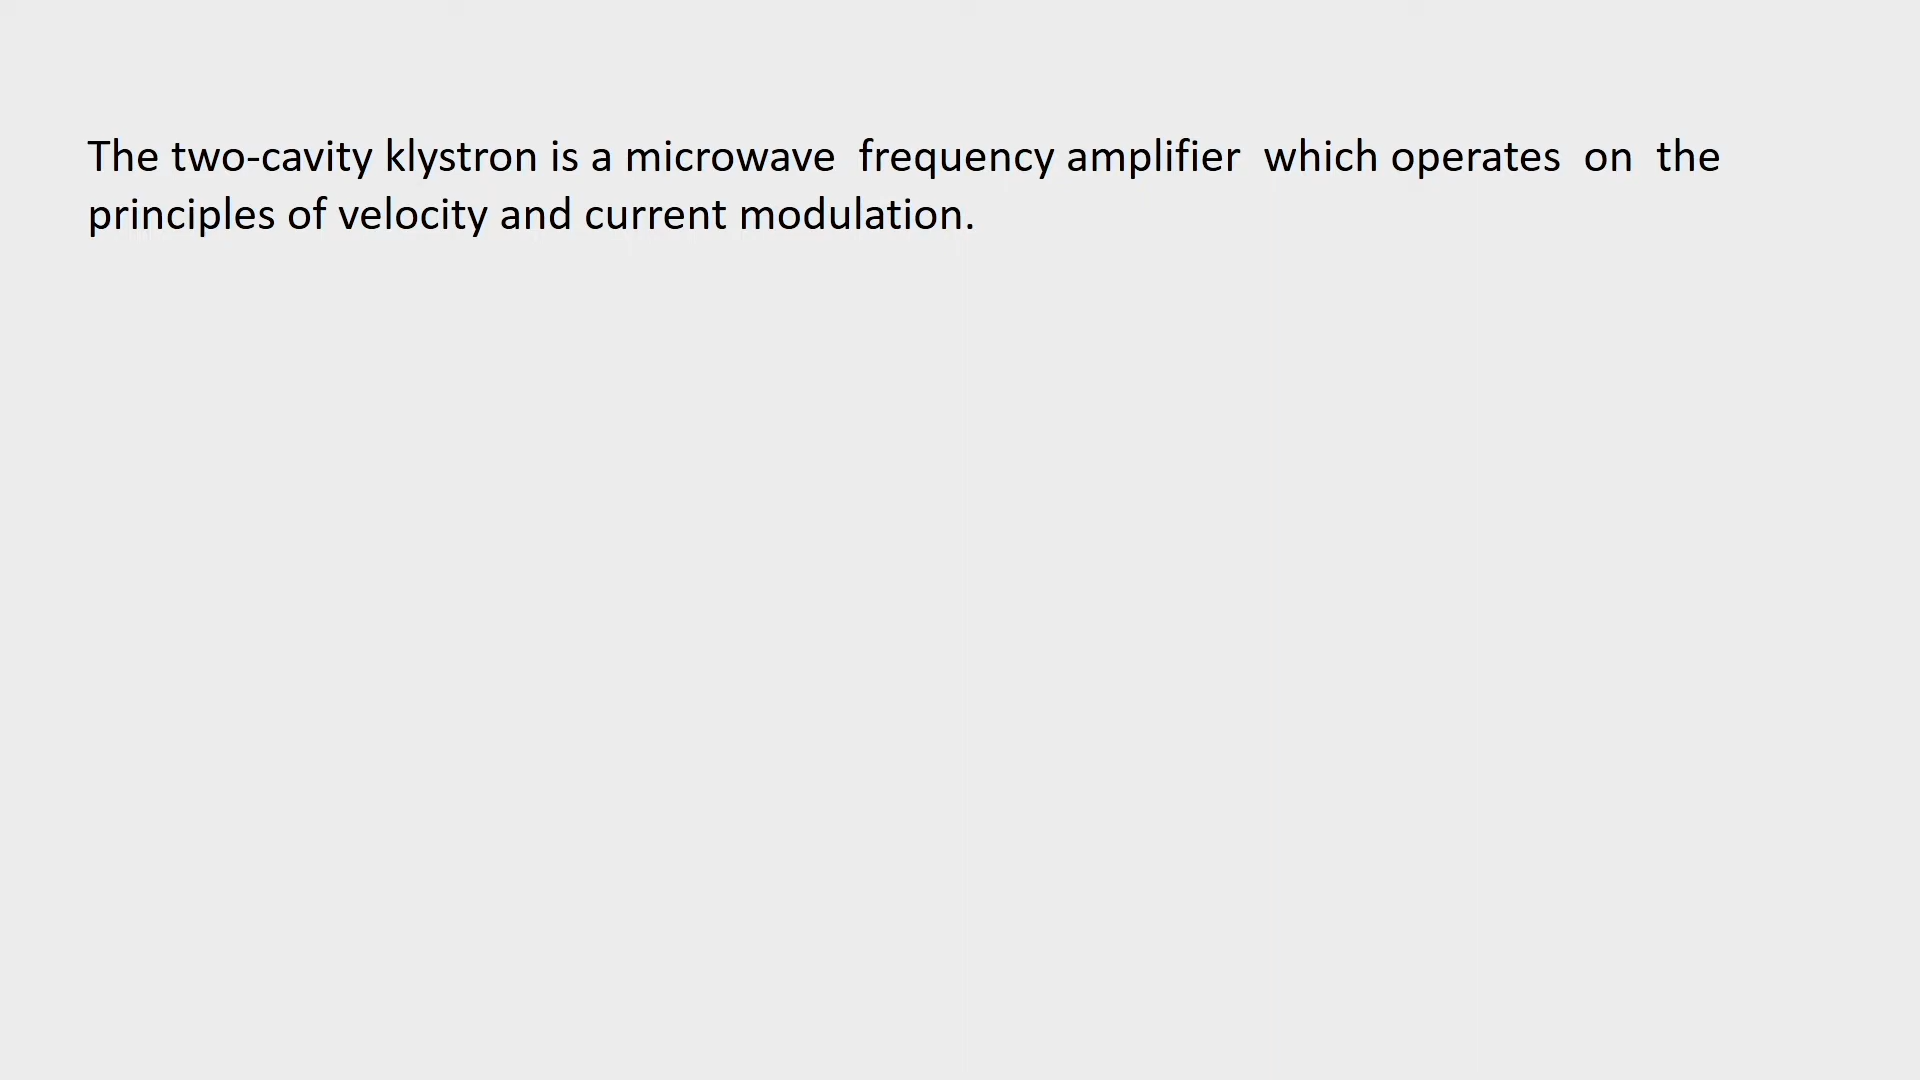 The two-cavity klystron is a microwave  frequency amplifier  which operates  on  the
principles of velocity and current modulation.